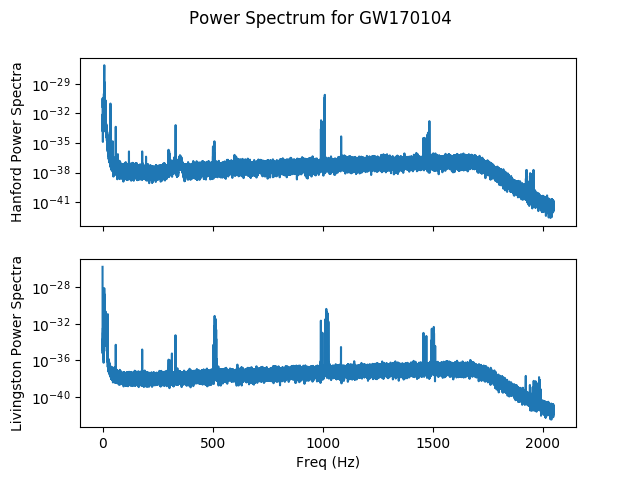 Power Spectrum for GW170104
Hanford Power Spectra
10⁻²⁹
10⁻³²
10⁻³⁵
10⁻³⁸
10⁻⁴¹
Livingston Power Spectra
10⁻²⁸
10⁻³²
10⁻³⁶
10⁻⁴⁰
0 500 1000 1500 2000
Freq (Hz)